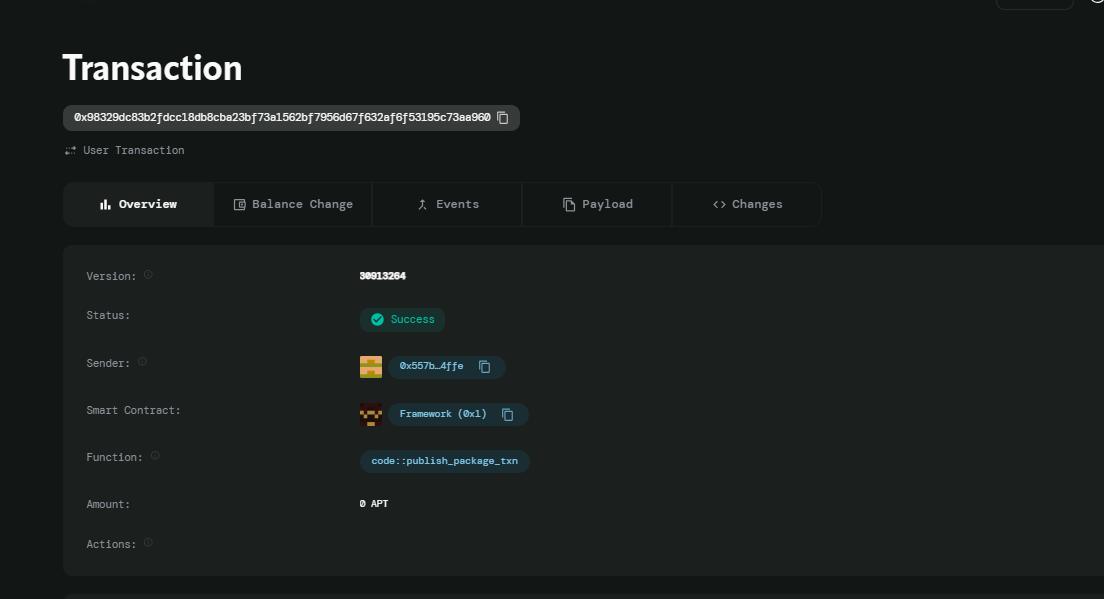 Transaction
0x98329dc83b2fdcc18db8cba23bf73a1562bf7956d67f632af6f53195c73aa960
User Transaction
Overview Balance Change Events Payload Changes
Version: 30913264
Status: Success
Sender: 0x557b…4ffe
Smart Contract: Framework (0x1)
Function: code::publish_package_txn
Amount: 0 APT
Actions: